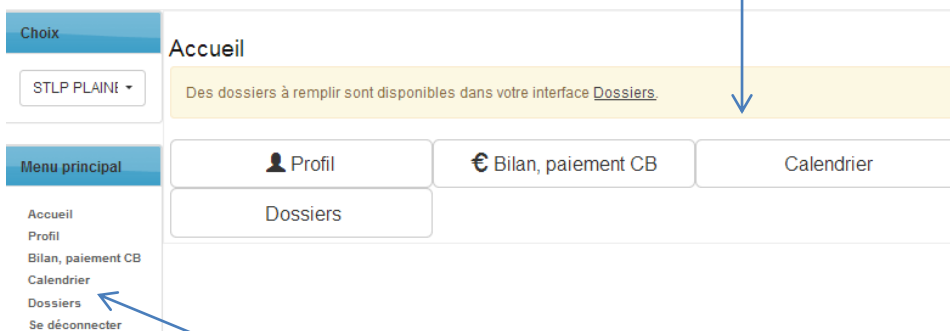 Choix
STLP PLAINE
Accueil
Des dossiers à remplir sont disponibles dans votre interface Dossiers.
Menu principal
Profil
€ Bilan, paiement CB
Calendrier
Dossiers
Accueil
Profil
Bilan, paiement CB
Calendrier
Dossiers
Se déconnecter